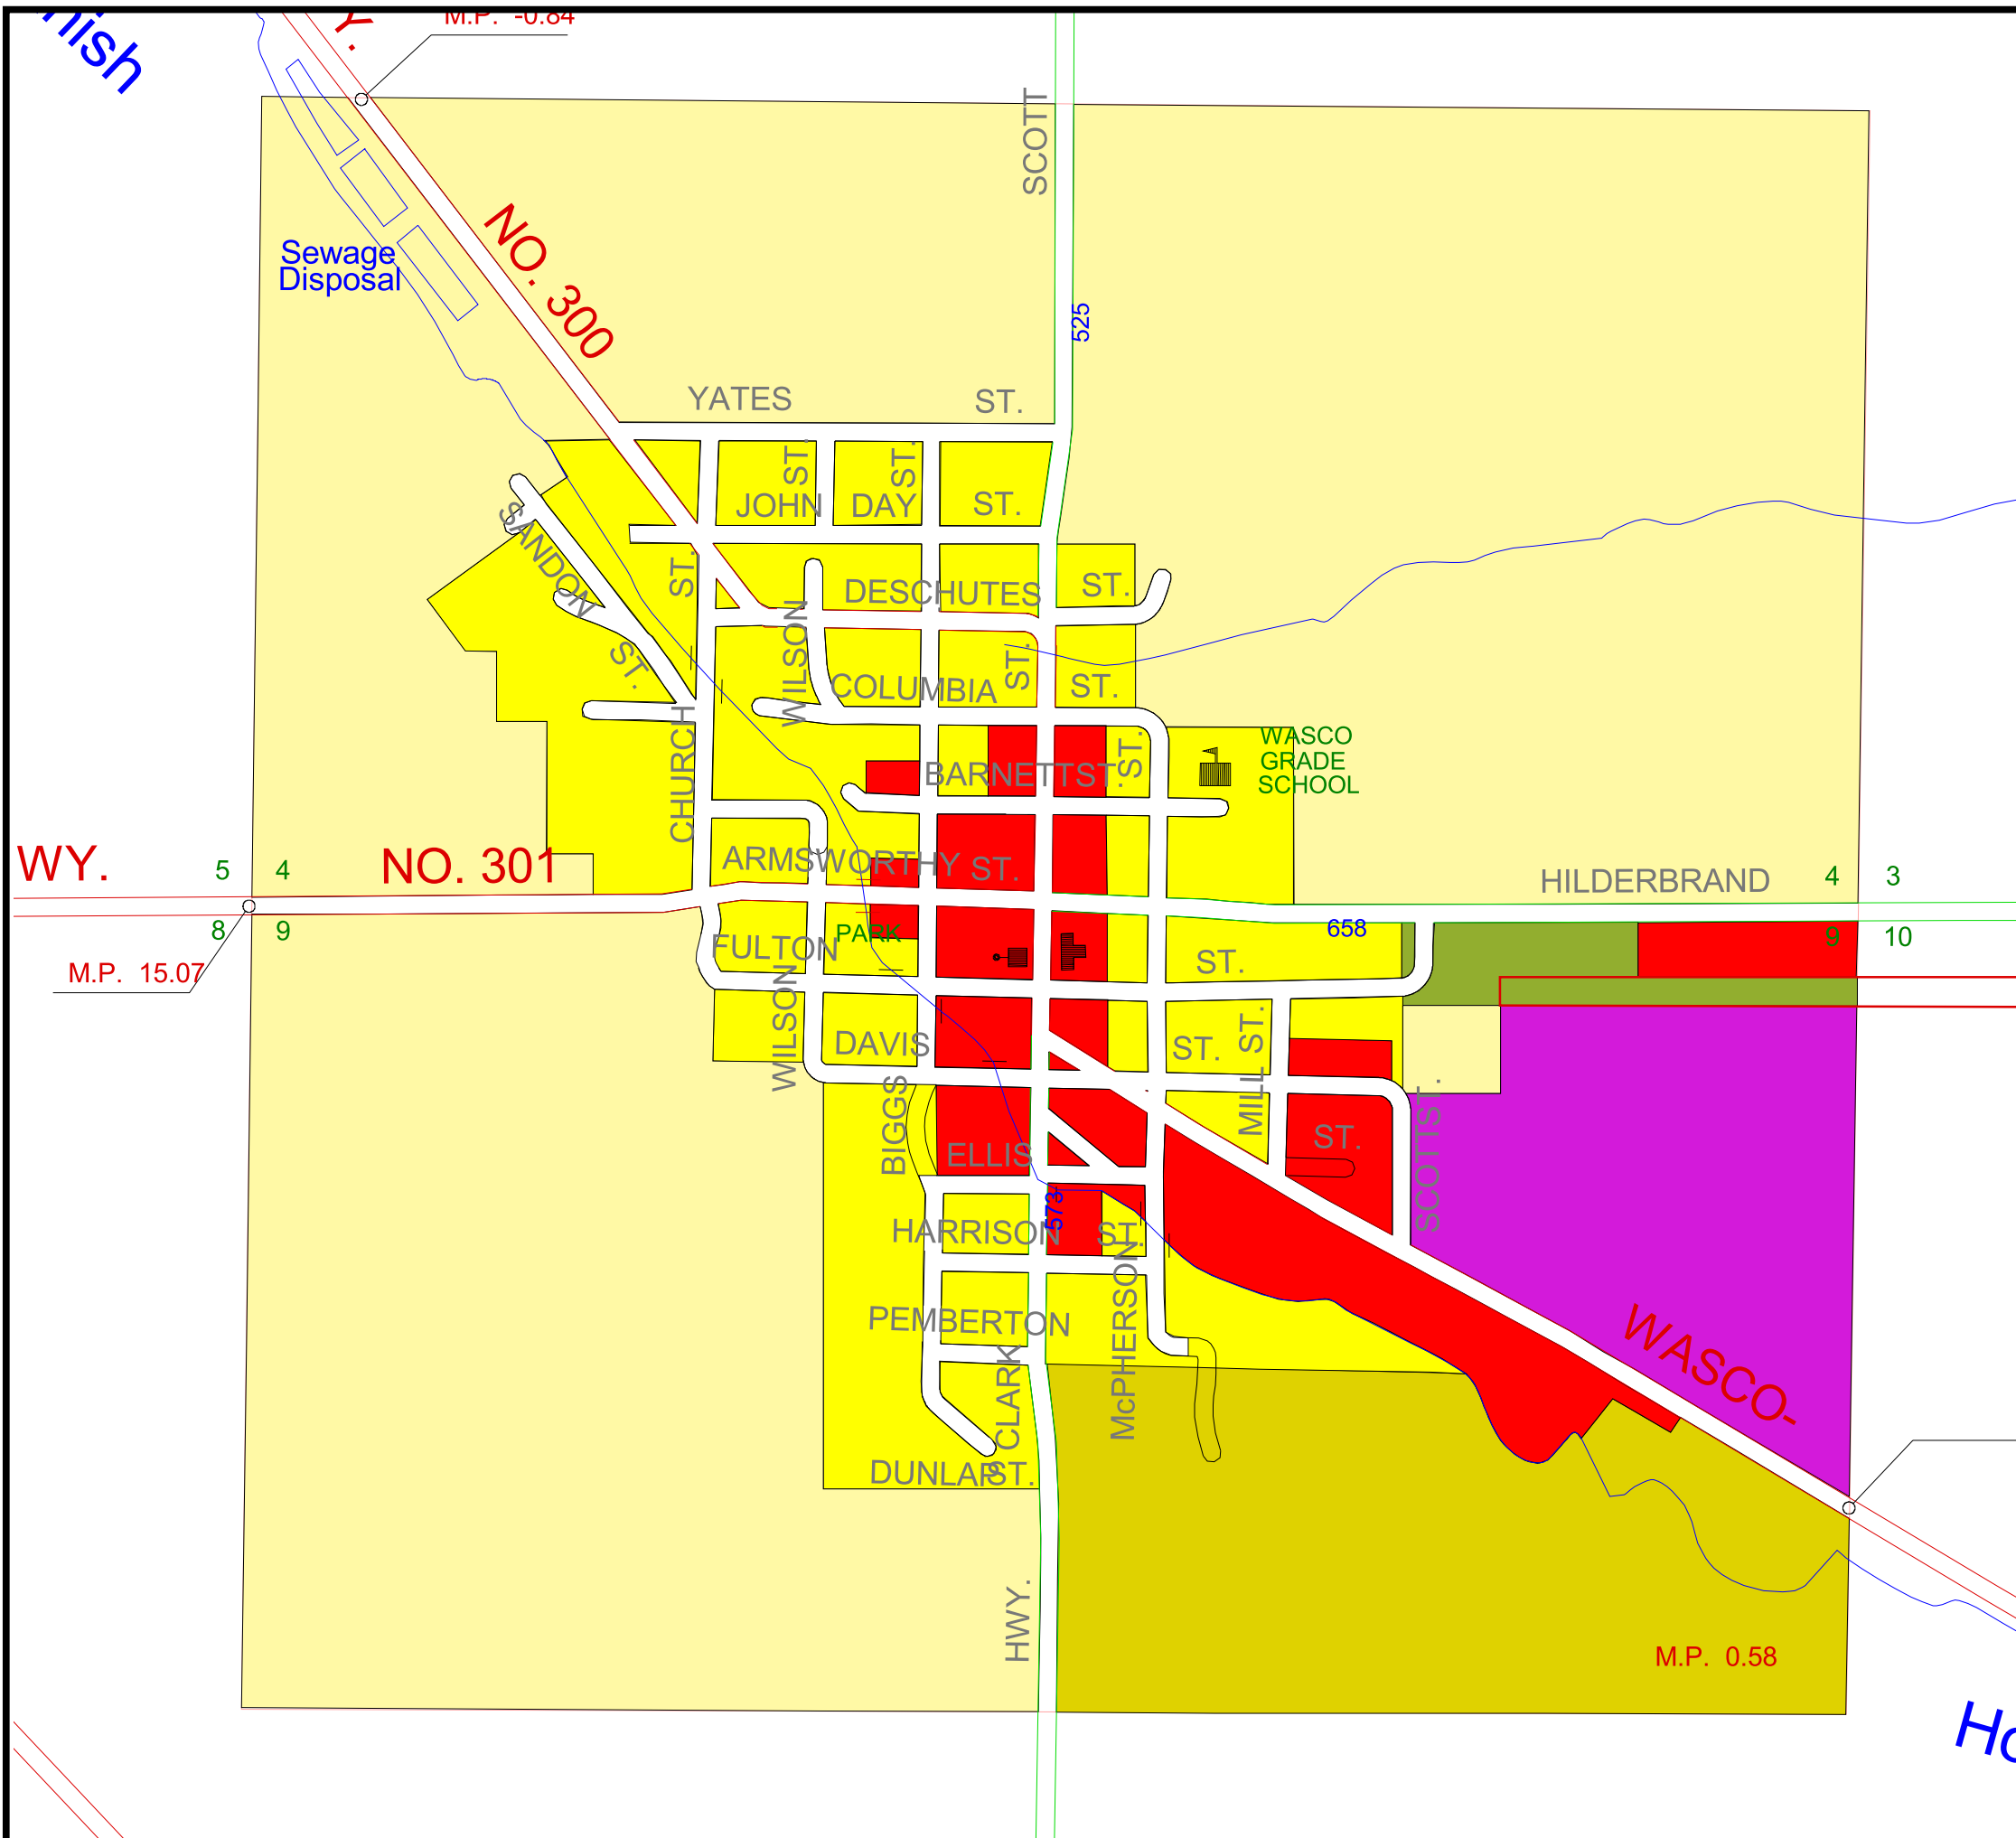 M.P. -0.84
Y.
SCOTT
NO. 300
Sewage
Disposal
525
YATES ST.
ST.
ST.
JOHN DAY ST.
SANDON ST.
ST.
DESCHUTES ST.
WILSON
ST.
COLUMBIA ST.
CHURCH
ST.
WASCO
GRADE
SCHOOL
BARNETT ST.
WY.
NO. 301
5 4
8 9
ARMSWORTHY ST.
HILDERBRAND
4 3
9 10
658
PARK
FULTON ST.
M.P. 15.07
WILSON
DAVIS ST.
MILL ST.
BIGGS
SCOTT ST.
ELLIS ST.
573
HARRISON ST.
McPHERSON
PEMBERTON
CLARK
WASCO-
DUNLAP ST.
HWY.
M.P. 0.58